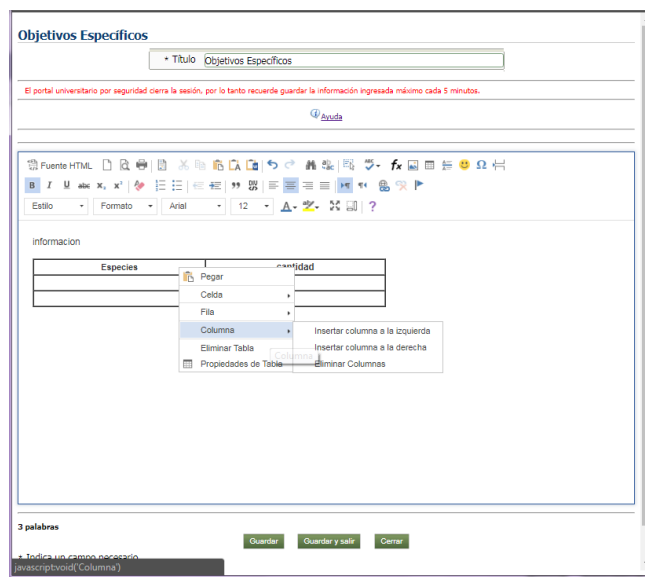 Objetivos Específicos
* Título Objetivos Específicos
El portal universitario por seguridad cierra la sesión, por lo tanto recuerde guardar la información ingresada máximo cada 5 minutos.
Ayuda
Fuente HTML
Estilo Formato Arial 12
informacion
Especies cantidad
Pegar
Celda
Fila
Columna
Insertar columna a la izquierda
Eliminar Tabla
Insertar columna a la derecha
Columna
Propiedades de Tabla
Eliminar Columnas
3 palabras
Guardar Guardar y salir Cerrar
* Indica un campo necesario
javascript:void('Columna')